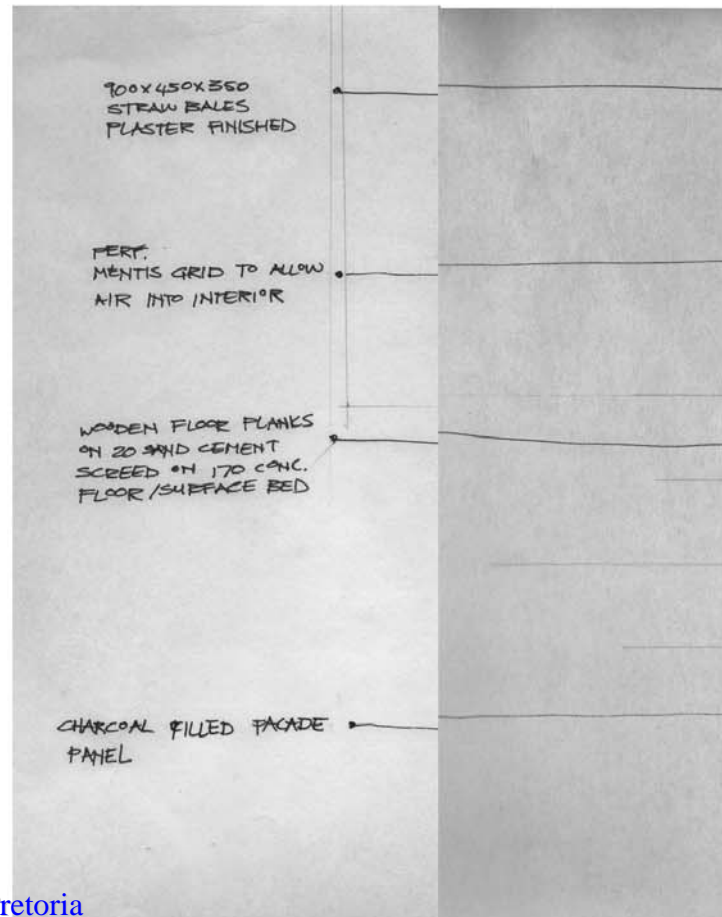 900x450x350
STRAW BALES
PLASTER FINISHED
PERF.
MENTIS GRID TO ALLOW
AIR INTO INTERIOR
WOODEN FLOOR PLANKS
ON 20 SAND CEMENT
SCREED ON 170 CONC.
FLOOR/SURFACE BED
CHARCOAL FILLED FACADE
PANEL
retoria